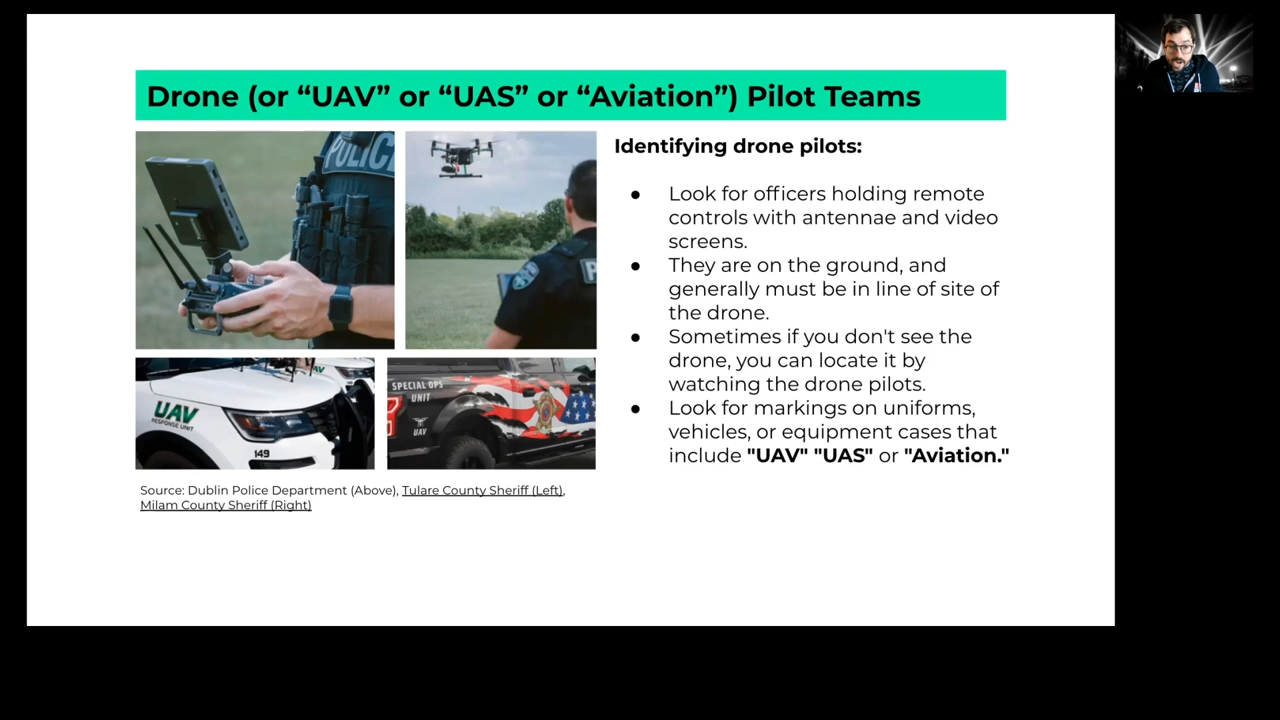 Drone (or “UAV” or “UAS” or “Aviation”) Pilot Teams
POLICE
P
UAV
RESPONSE UNIT
149
AV
SPECIAL OPS
UNIT
UAV
Source: Dublin Police Department (Above), Tulare County Sheriff (Left),
Milam County Sheriff (Right)
Identifying drone pilots:
● Look for officers holding remote
controls with antennae and video
screens.
● They are on the ground, and
generally must be in line of site of
the drone.
● Sometimes if you don't see the
drone, you can locate it by
watching the drone pilots.
● Look for markings on uniforms,
vehicles, or equipment cases that
include "UAV" "UAS" or "Aviation."